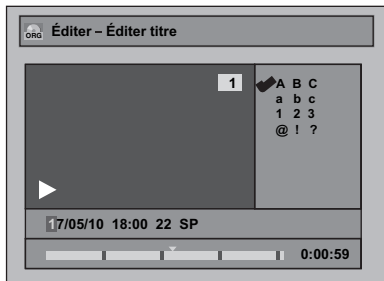 ORG Éditer – Éditer titre
1
A B C
a b c
1 2 3
@ ! ?
17/05/10 18:00 22 SP
0:00:59